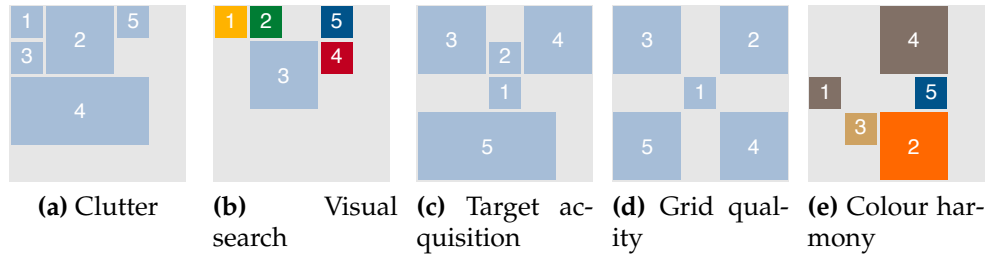 1 2 5
3
4
1 2 5
4
3
3 4
2
1
5
3 2
1
5 4
4
1 5
3
2
(a) Clutter
(b) Visual
search
(c) Target ac-
quisition
(d) Grid qual-
ity
(e) Colour har-
mony